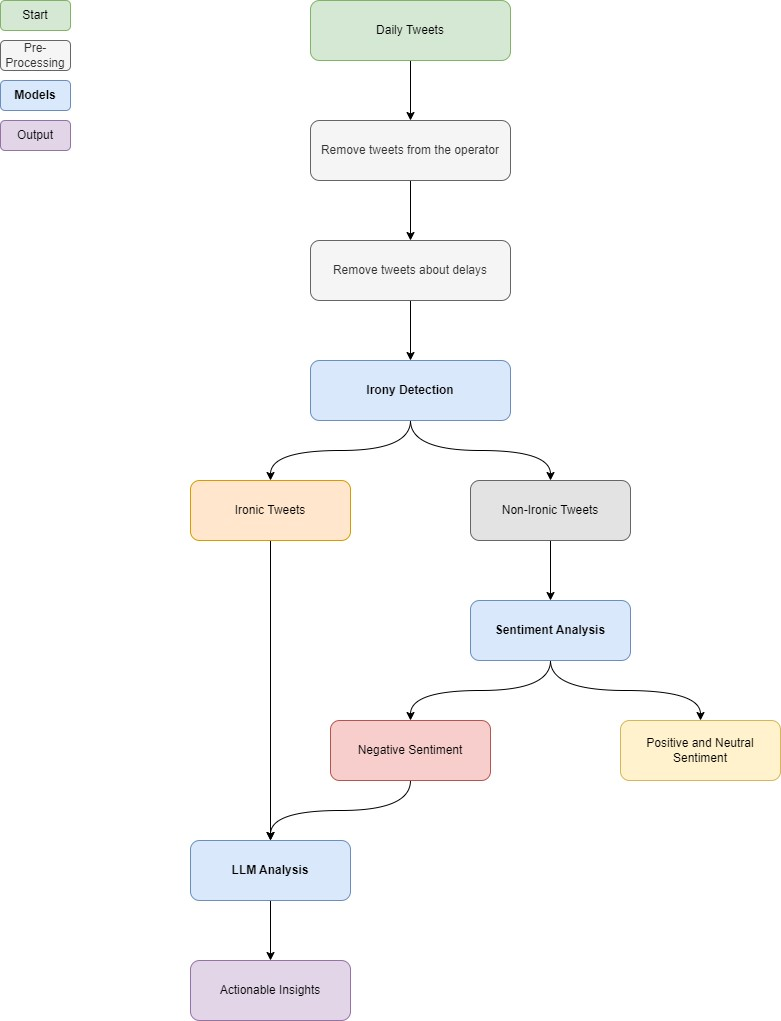 Start
Pre-
Processing
Models
Output
Daily Tweets
Remove tweets from the operator
Remove tweets about delays
Irony Detection
Ironic Tweets
Non-Ironic Tweets
Sentiment Analysis
Negative Sentiment
Positive and Neutral
Sentiment
LLM Analysis
Actionable Insights